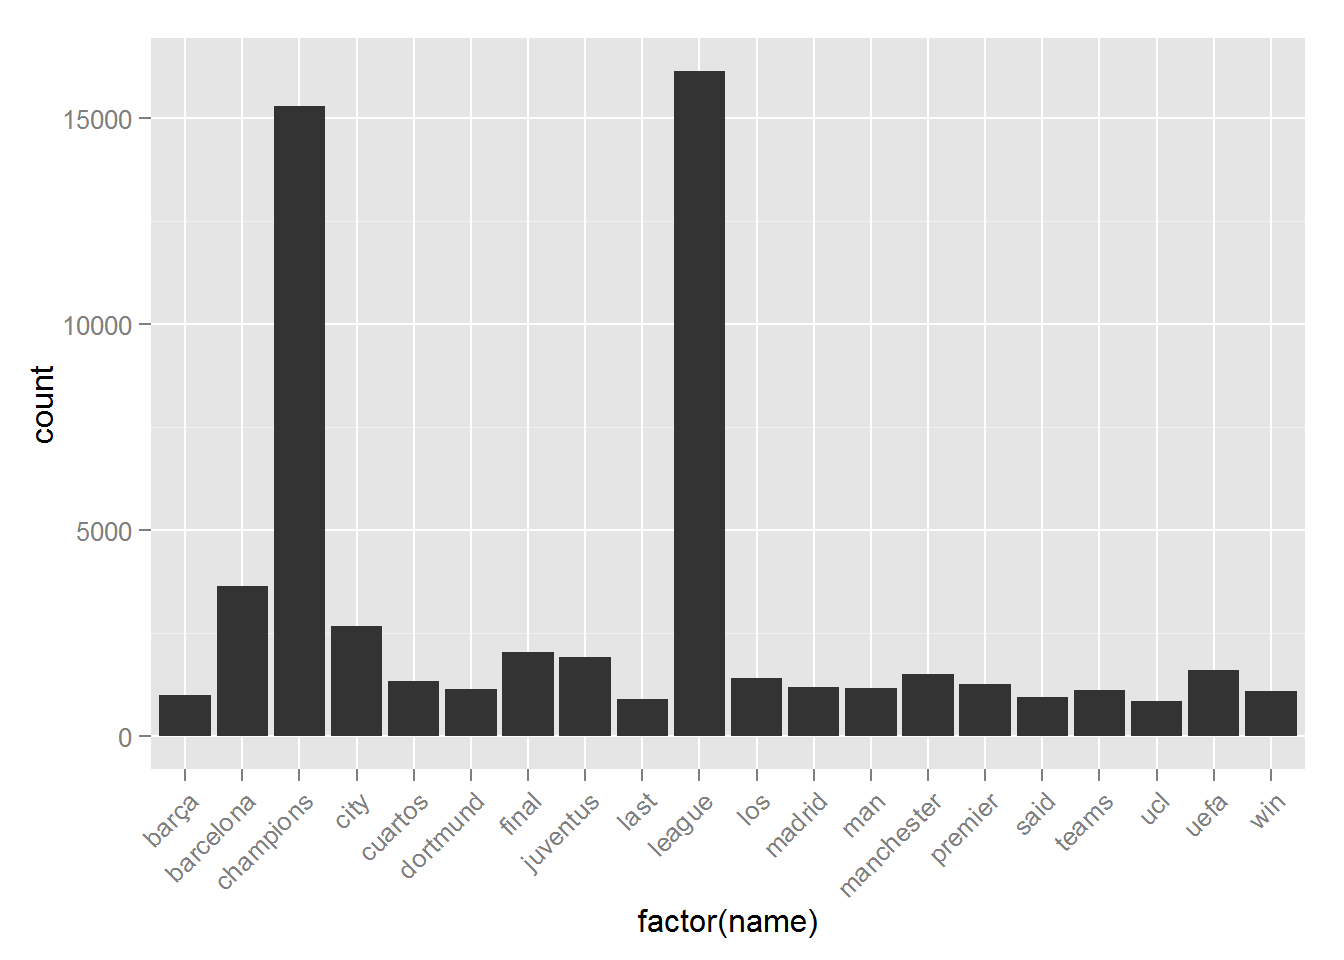 15000
10000
5000
0
count
barça
barcelona
champions
city
cuartos
dortmund
final
juventus
last
league
los
madrid
man
manchester
premier
said
teams
ucl
uefa
win
factor(name)